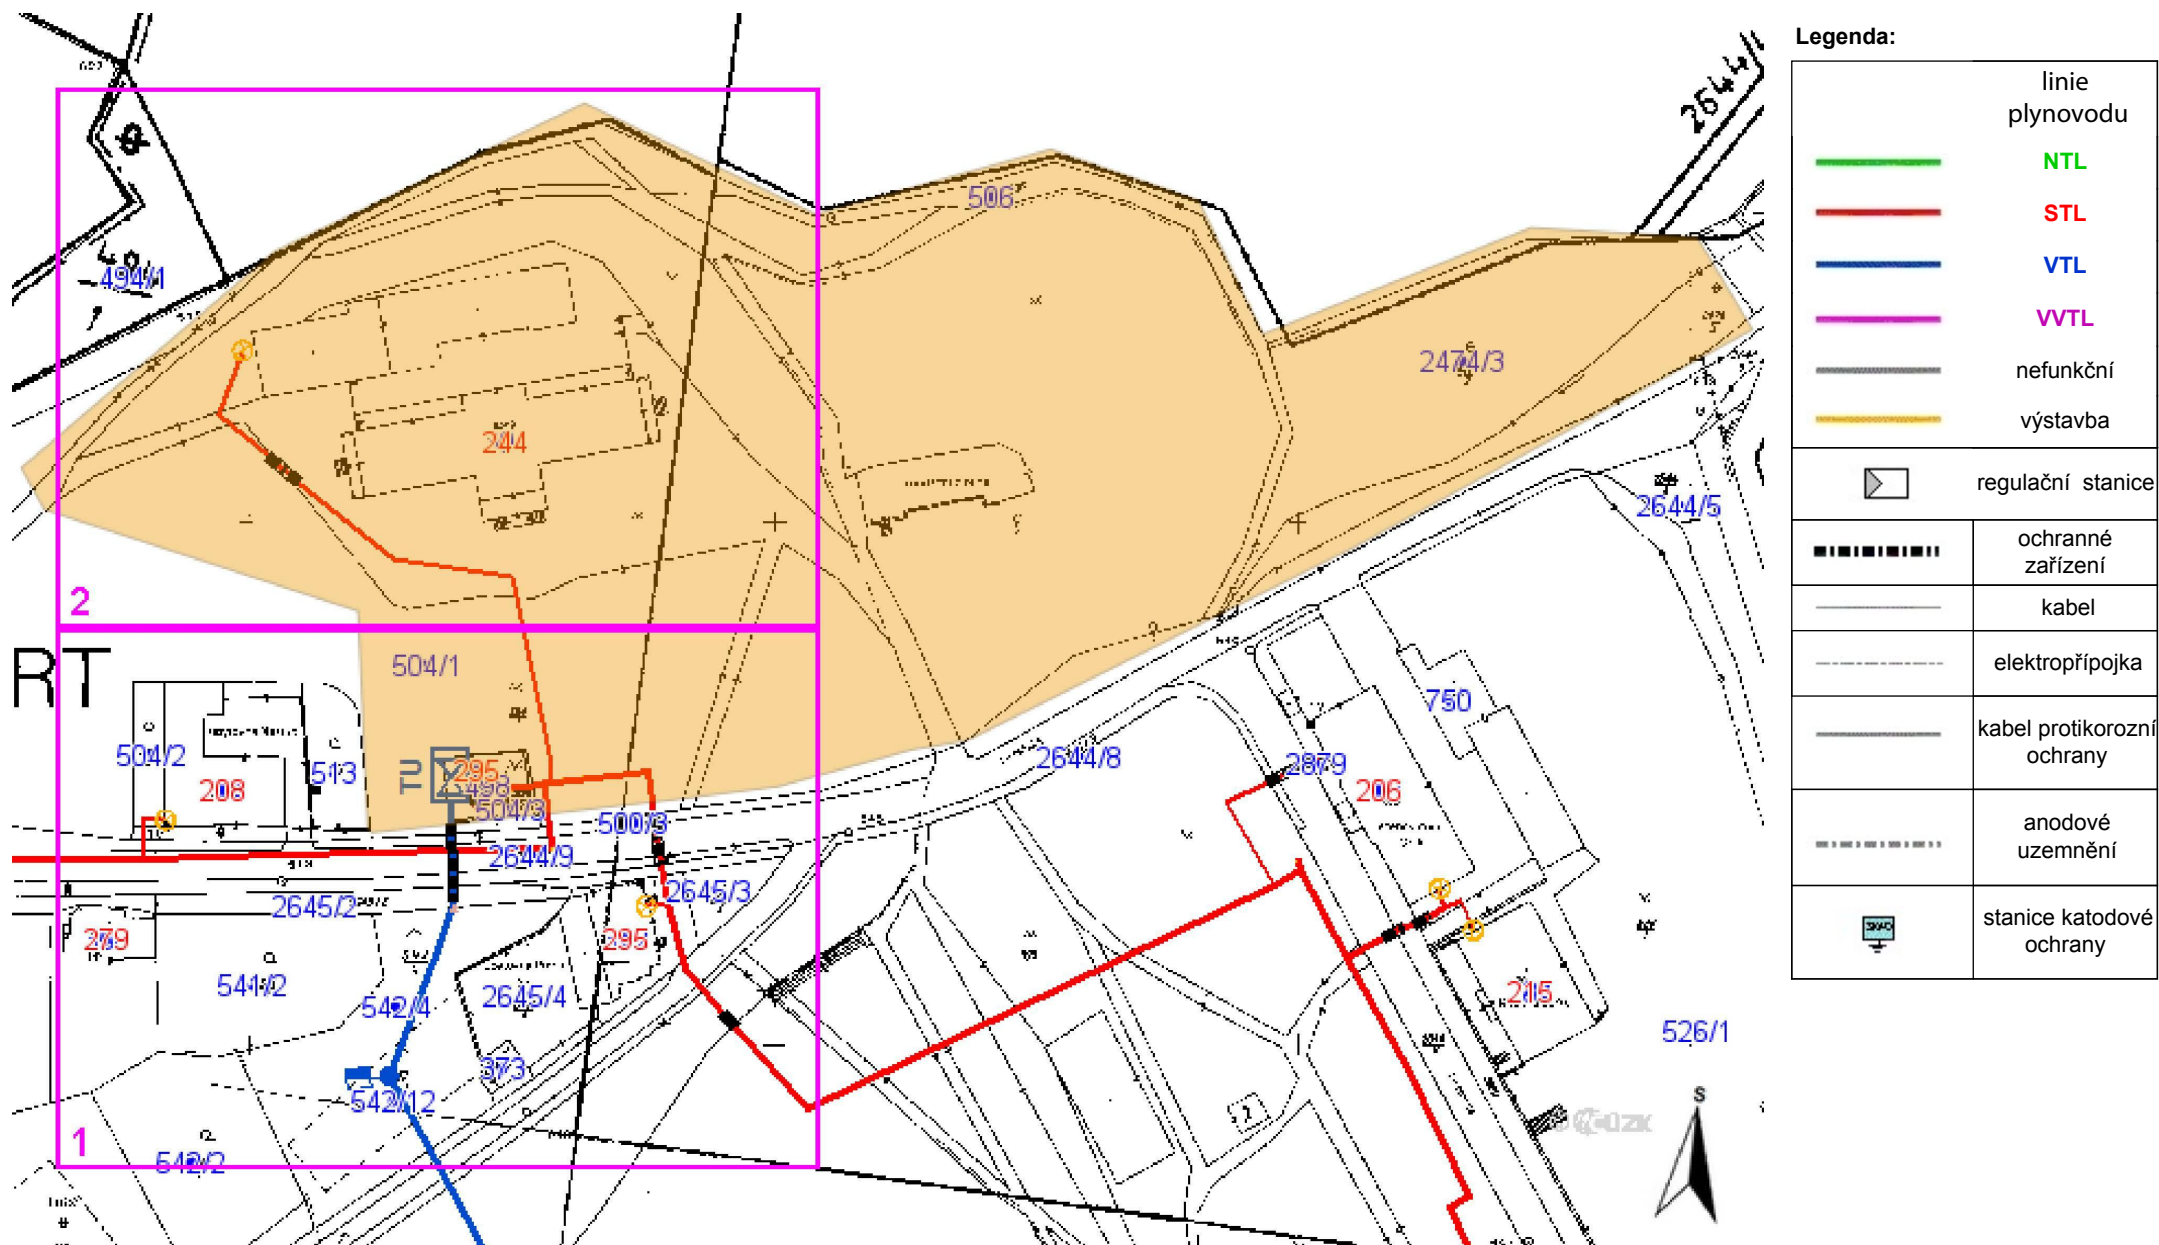 Legenda:
linie
plynovodu
NTL
STL
VTL
VVTL
nefunkční
výstavba
regulační stanice
ochranné
zařízení
kabel
elektropřípojka
kabel protikorozní
ochrany
anodové
uzemnění
stanice katodové
ochrany
2644
494/1
506
2474/3
244
2644/5
2
RT
504/1
504/2
208
513
295
498
504/3
500/3
2644/9
2644/8
2879
750
206
2645/2
2645/3
279
295
541/2
542/4
2645/4
215
526/1
373
542/12
1
542/2
2
S